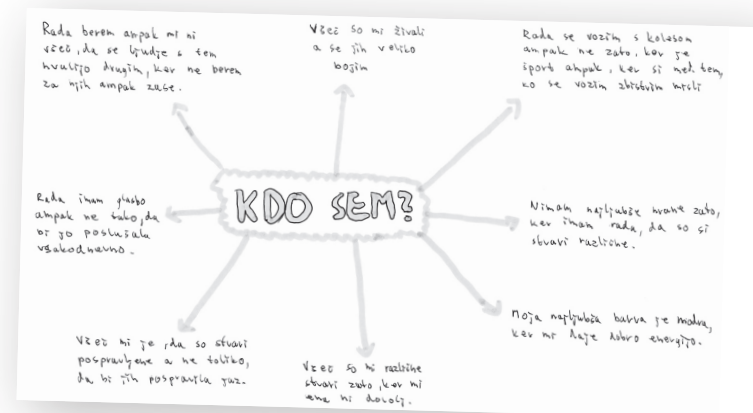 Rada berem ampak mi ni
všeč, da se ljudje s tem
hvalijo drugim, ker ne berem
za njih ampak zase.
Všeč so mi živali
a se jih veliko
bojim
Rada se vozim s kolesom
ampak ne zato, ker je
šport ampak, ker si med tem,
ko se vozim zbistrim misli
KDO SEM?
Rada imam glasbo
ampak ne tako, da
bi jo poslušala
vsakodnevno.
Nimam najljubše hrane zato,
ker imam rada, da so si
stvari različne.
Moja najljubša barva je modra,
ker mi daje dobro energijo.
Všeč mi je, da so stvari
pospravljene a ne toliko,
da bi jih pospravila jaz.
Všeč so mi različne
stvari zato, ker mi
ena ni dovolj.